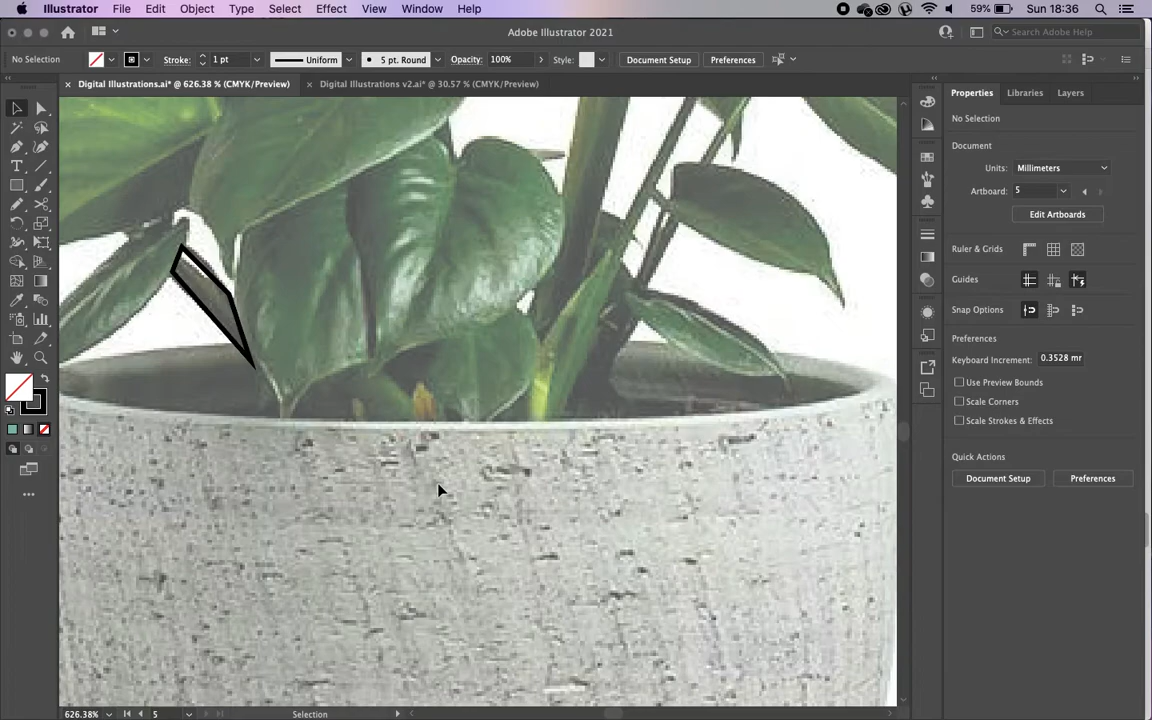 Illustrator File Edit Object Type Select Effect View Window Help 59% Sun 18:36
Adobe Illustrator 2021 Search Adobe Help
No Selection Stroke: 1 pt Uniform 5 pt. Round Opacity: 100% Style: Document Setup Preferences
Digital Illustrations.ai* @ 626.38 % (CMYK/Preview) Digital Illustrations v2.ai* @ 30.57 % (CMYK/Preview)
Properties Libraries Layers
No Selection
Document
Units: Millimeters
Artboard: 5
Edit Artboards
Ruler & Grids
Guides
Snap Options
Preferences
Keyboard Increment: 0.3528 mr
Use Preview Bounds
Scale Corners
Scale Strokes & Effects
Quick Actions
Document Setup Preferences
626.38% 5 Selection